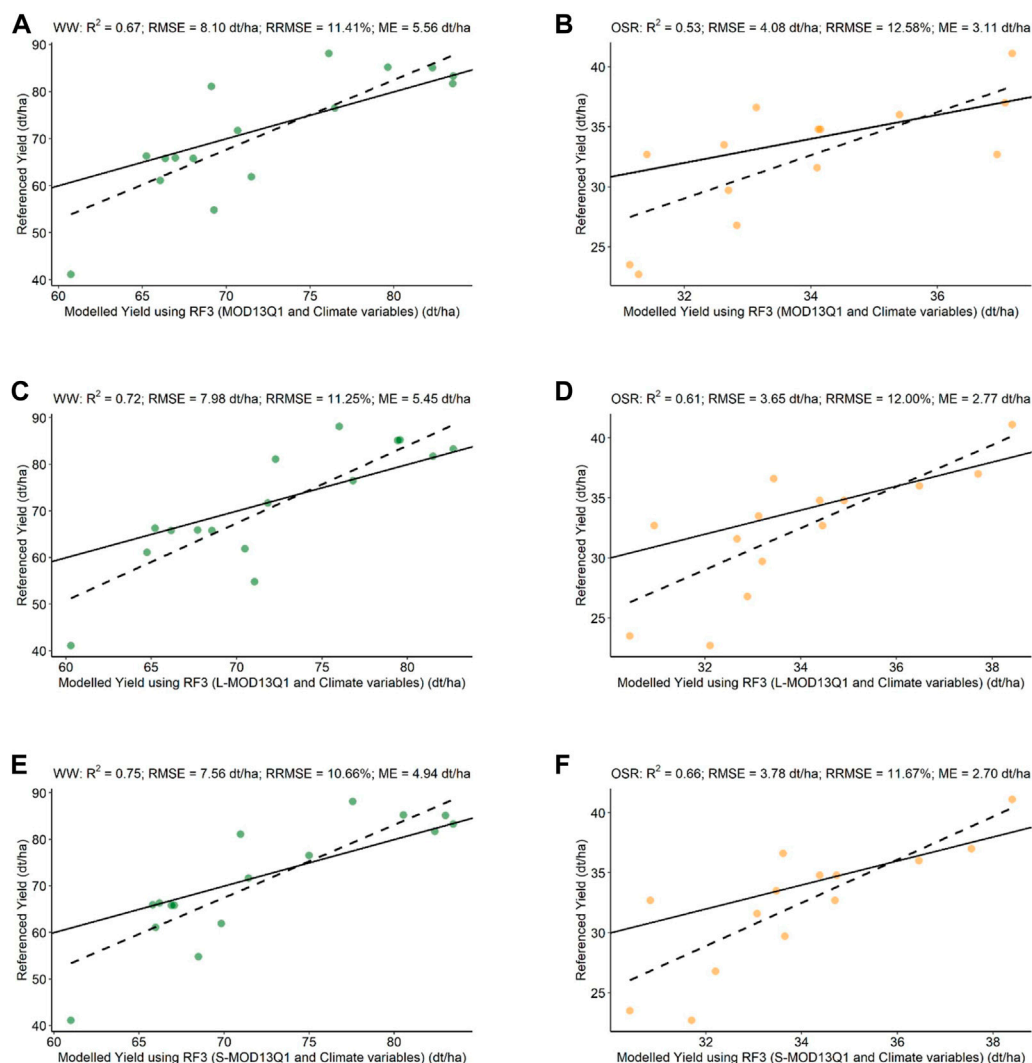 A
WW: R² = 0.67; RMSE = 8.10 dt/ha; RRMSE = 11.41%; ME = 5.56 dt/ha
Referenced Yield (dt/ha)
90
80
70
60
50
40
60 65 70 75 80
Modelled Yield using RF3 (MOD13Q1 and Climate variables) (dt/ha)
B
OSR: R² = 0.53; RMSE = 4.08 dt/ha; RRMSE = 12.58%; ME = 3.11 dt/ha
Referenced Yield (dt/ha)
40
35
30
25
32 34 36
Modelled Yield using RF3 (MOD13Q1 and Climate variables) (dt/ha)
C
WW: R² = 0.72; RMSE = 7.98 dt/ha; RRMSE = 11.25%; ME = 5.45 dt/ha
Referenced Yield (dt/ha)
90
80
70
60
50
40
60 65 70 75 80
Modelled Yield using RF3 (L-MOD13Q1 and Climate variables) (dt/ha)
D
OSR: R² = 0.61; RMSE = 3.65 dt/ha; RRMSE = 12.00%; ME = 2.77 dt/ha
Referenced Yield (dt/ha)
40
35
30
25
32 34 36 38
Modelled Yield using RF3 (L-MOD13Q1 and Climate variables) (dt/ha)
E
WW: R² = 0.75; RMSE = 7.56 dt/ha; RRMSE = 10.66%; ME = 4.94 dt/ha
Referenced Yield (dt/ha)
90
80
70
60
50
40
60 65 70 75 80
Modelled Yield using RF3 (S-MOD13Q1 and Climate variables) (dt/ha)
F
OSR: R² = 0.66; RMSE = 3.78 dt/ha; RRMSE = 11.67%; ME = 2.70 dt/ha
Referenced Yield (dt/ha)
40
35
30
25
32 34 36 38
Modelled Yield using RF3 (S-MOD13Q1 and Climate variables) (dt/ha)